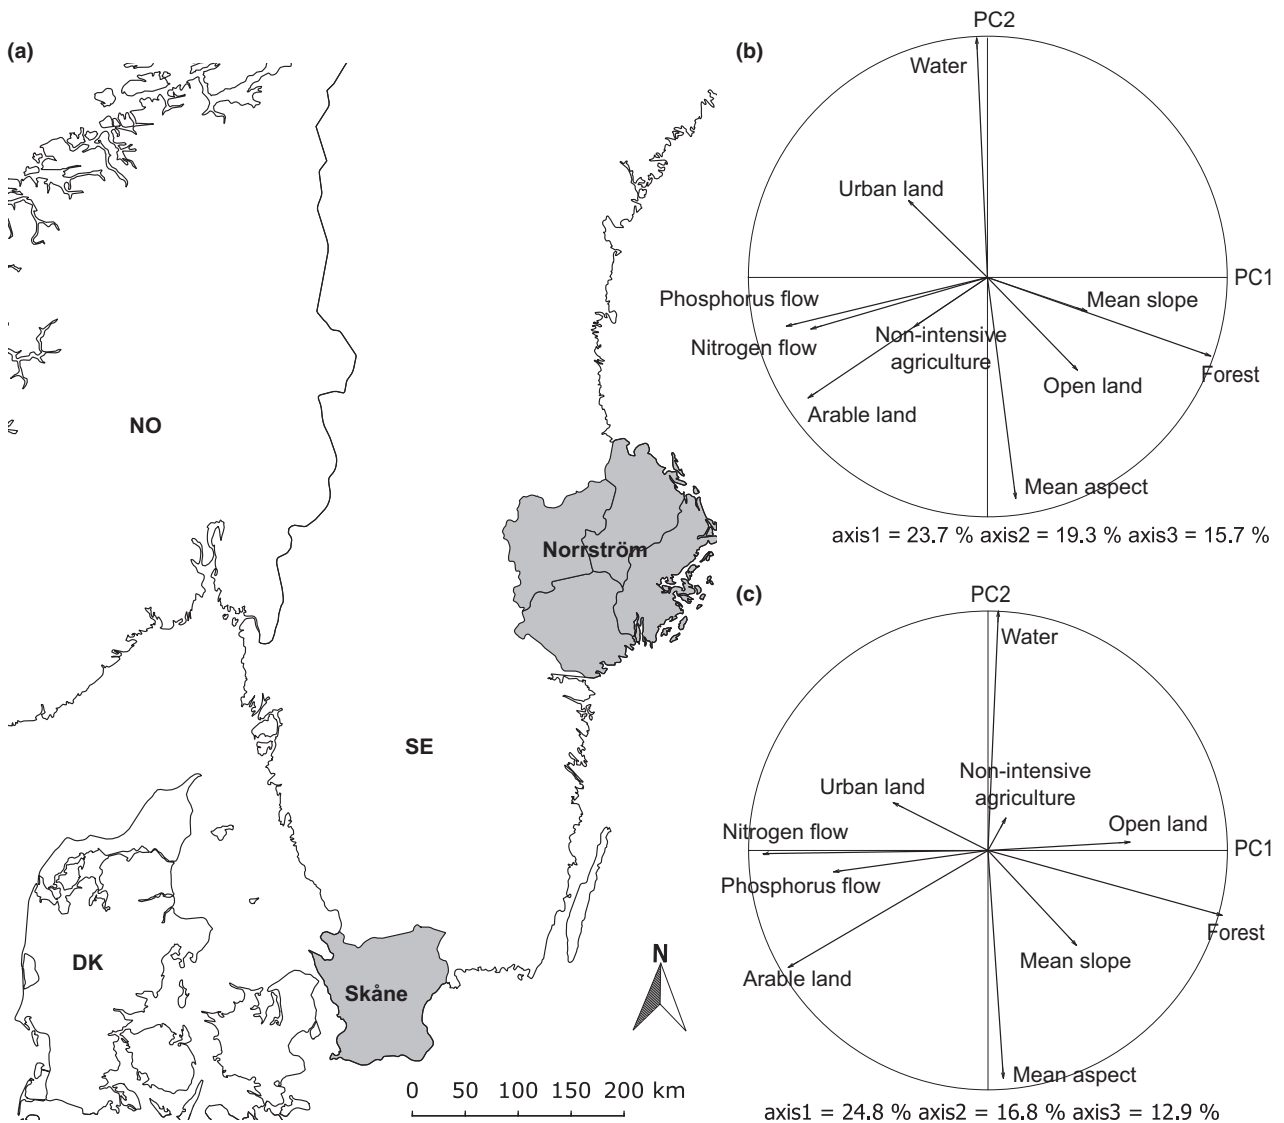 (a)
NO
SE
DK
Norrström
Skåne
N
0 50 100 150 200 km
(b)
PC2
Water
Urban land
PC1
Phosphorus flow
Mean slope
Nitrogen flow
Non-intensive
agriculture
Forest
Open land
Arable land
Mean aspect
axis1 = 23.7 % axis2 = 19.3 % axis3 = 15.7 %
(c)
PC2
Water
Non-intensive
agriculture
Urban land
Open land
Nitrogen flow
PC1
Phosphorus flow
Forest
Mean slope
Arable land
Mean aspect
axis1 = 24.8 % axis2 = 16.8 % axis3 = 12.9 %